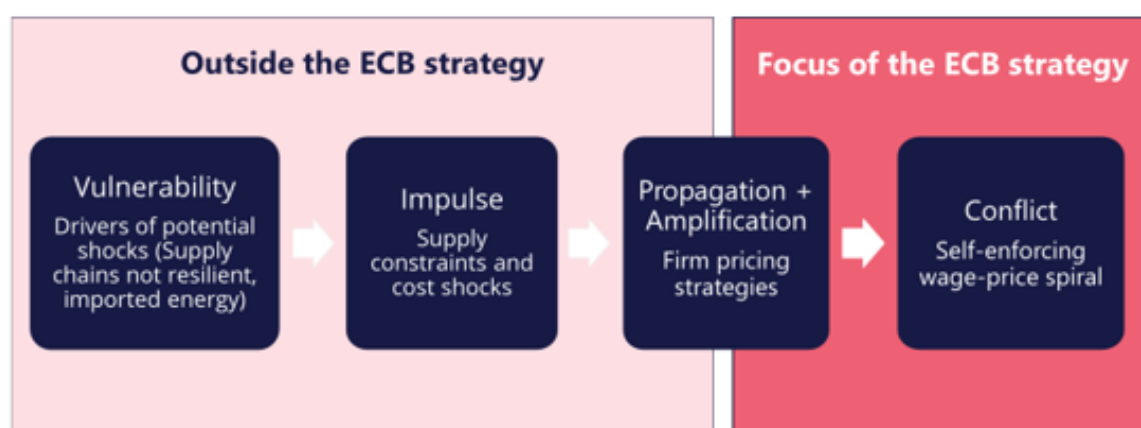 Outside the ECB strategy
Focus of the ECB strategy
Vulnerability
Drivers of potential
shocks (Supply
chains not resilient,
imported energy)
Impulse
Supply
constraints and
cost shocks
Propagation +
Amplification
Firm pricing
strategies
Conflict
Self-enforcing
wage-price spiral